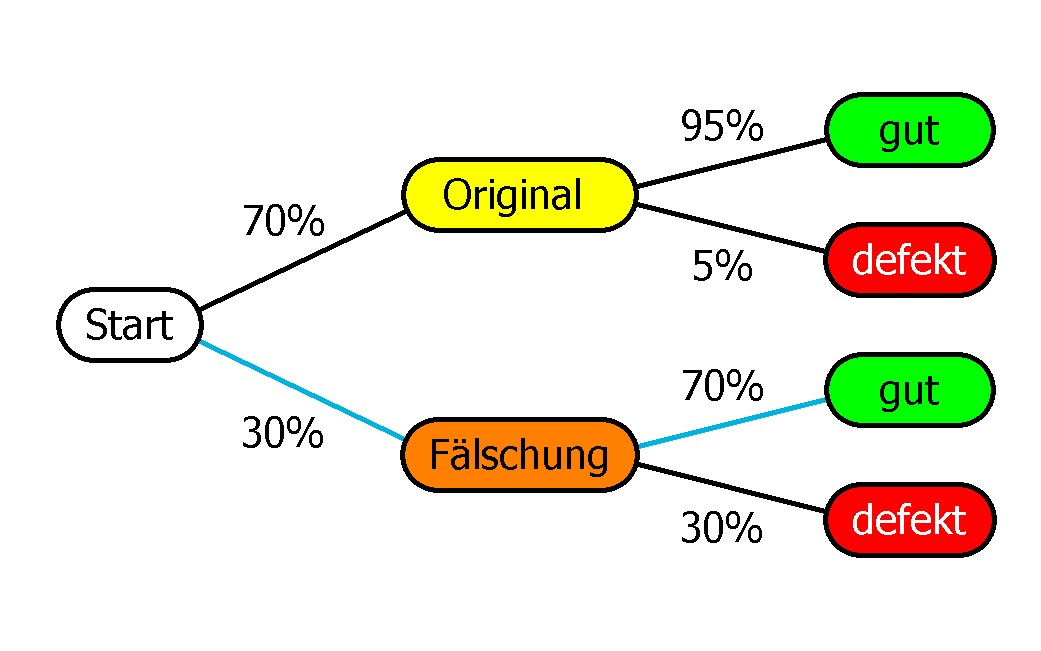 95%
gut
70%
Original
5%
defekt
Start
30%
70%
gut
Fälschung
30%
defekt